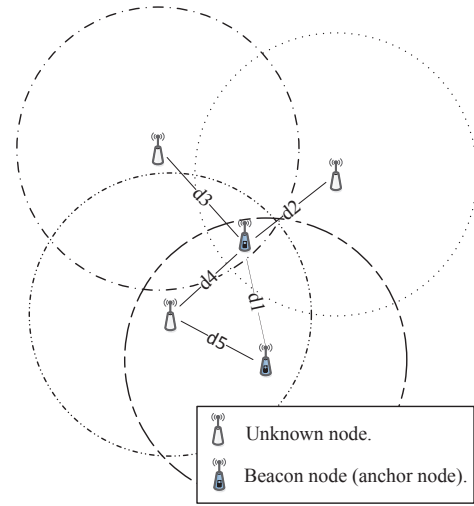 d3
d2
d4
d1
d5
Unknown node.
Beacon node (anchor node).